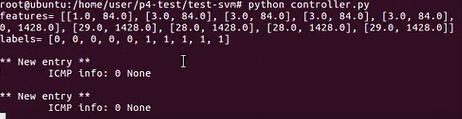 root@ubuntu:/home/user/p4-test/test-svm# python controller.py
features= [[1.0, 84.0], [3.0, 84.0], [3.0, 84.0], [3.0, 84.0], [3.0, 84.0],
0, 1428.0], [29.0, 1428.0], [28.0, 1428.0], [28.0, 1428.0], [29.0, 1428.0]]
labels= [0, 0, 0, 0, 0, 1, 1, 1, 1, 1]
** New entry **
ICMP info: 0 None
** New entry **
ICMP info: 0 None